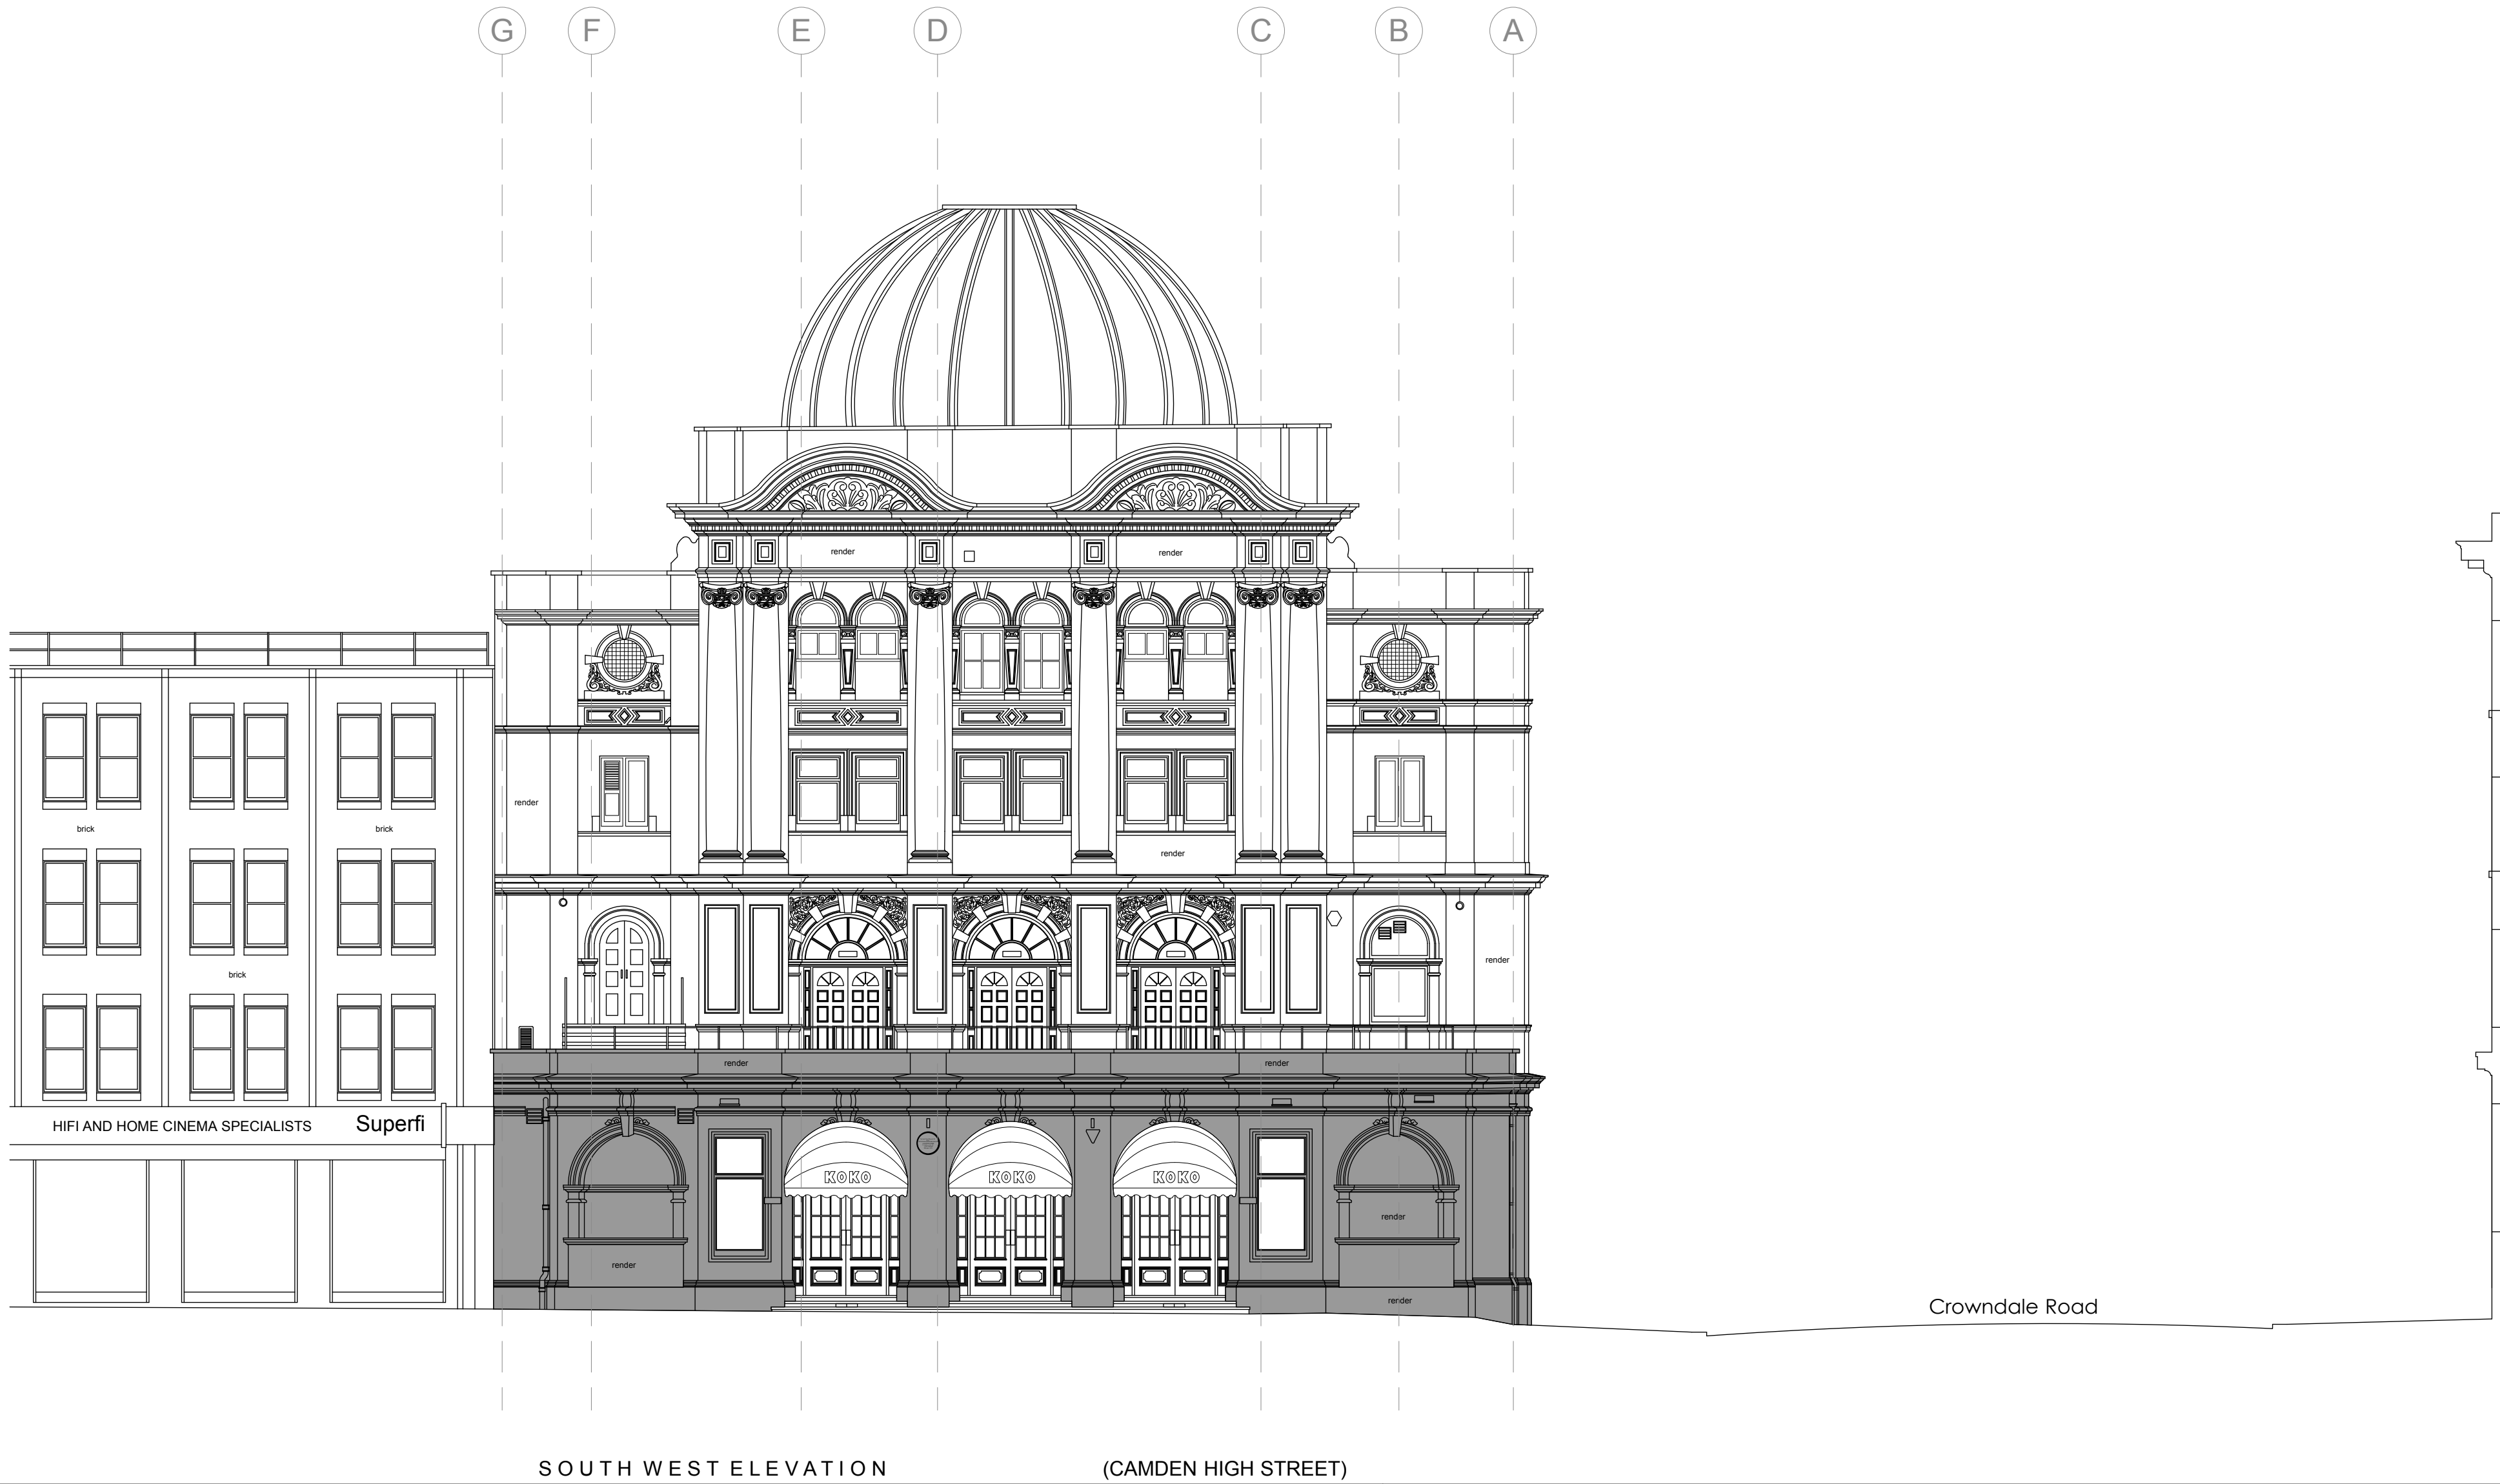 G F E D C B A
render render
render
brick brick
render
render
brick
render render
HIFI AND HOME CINEMA SPECIALISTS Superfi
KOKO KOKO KOKO
render
render
render
Crowndale Road
SOUTH WEST ELEVATION (CAMDEN HIGH STREET)